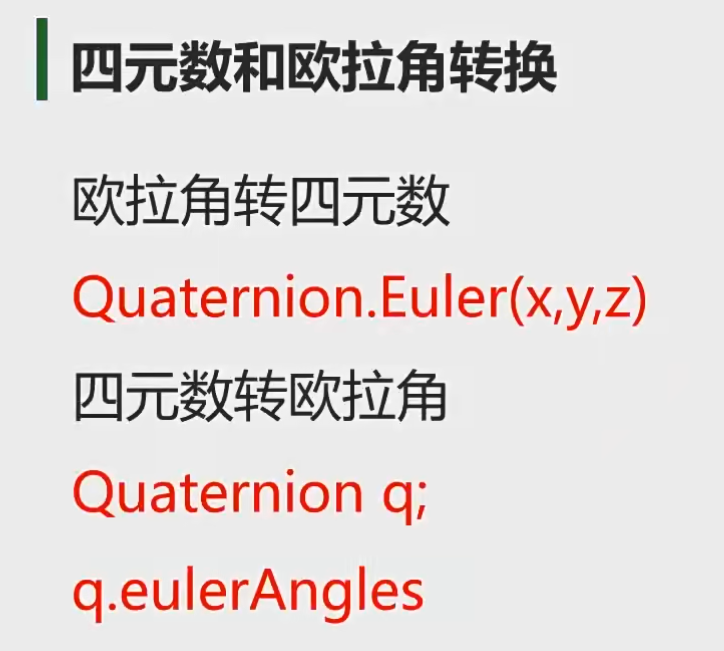 四元数和欧拉角转换
欧拉角转四元数
Quaternion.Euler(x,y,z)
四元数转欧拉角
Quaternion q;
q.eulerAngles